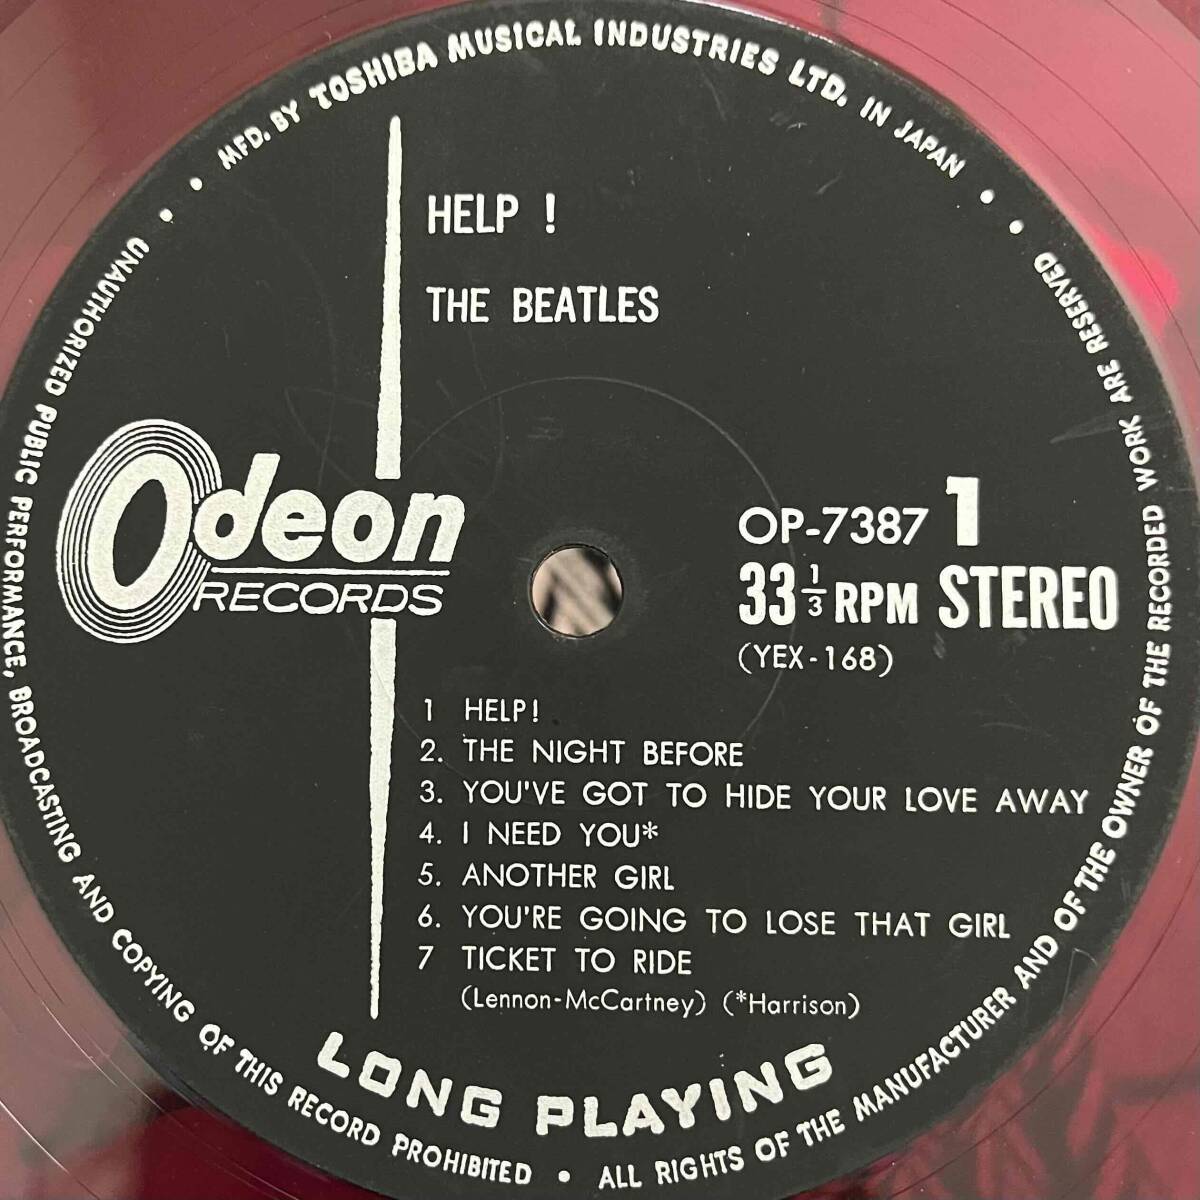 MFD. BY TOSHIBA MUSICAL INDUSTRIES LTD. IN JAPAN
HELP !
THE BEATLES
Odeon
RECORDS
OP-7387 1
33 1/3 RPM STEREO
(YEX-168)
1 HELP!
2. THE NIGHT BEFORE
3. YOU'VE GOT TO HIDE YOUR LOVE AWAY
4. I NEED YOU*
5. ANOTHER GIRL
6. YOU'RE GOING TO LOSE THAT GIRL
7 TICKET TO RIDE
(Lennon-McCartney) (*Harrison)
LONG PLAYING
UNAUTHORIZED PUBLIC PERFORMANCE, BROADCASTING AND COPYING OF THIS RECORD PROHIBITED • ALL RIGHTS OF THE MANUFACTURER AND OF THE OWNER OF THE RECORDED WORK ARE RESERVED